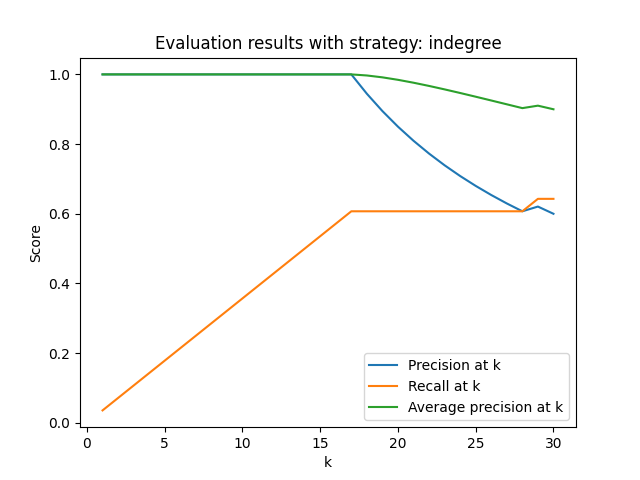 Evaluation results with strategy: indegree
1.0
0.8
0.6
0.4
0.2
0.0
Score
0 5 10 15 20 25 30
k
Precision at k
Recall at k
Average precision at k